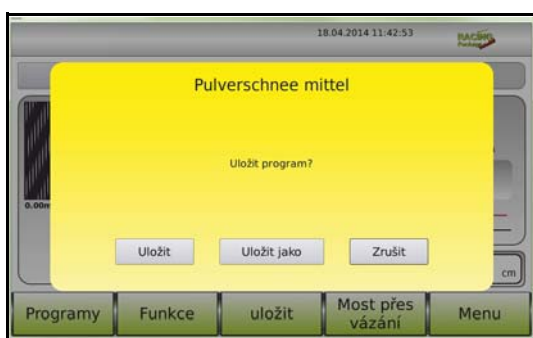 18.04.2014 11:42:53
RACING
Pulverschnee mittel
Uložit program?
0.00m
Uložit
Uložit jako
Zrušit
cm
Programy
Funkce
uložit
Most přes
vázání
Menu